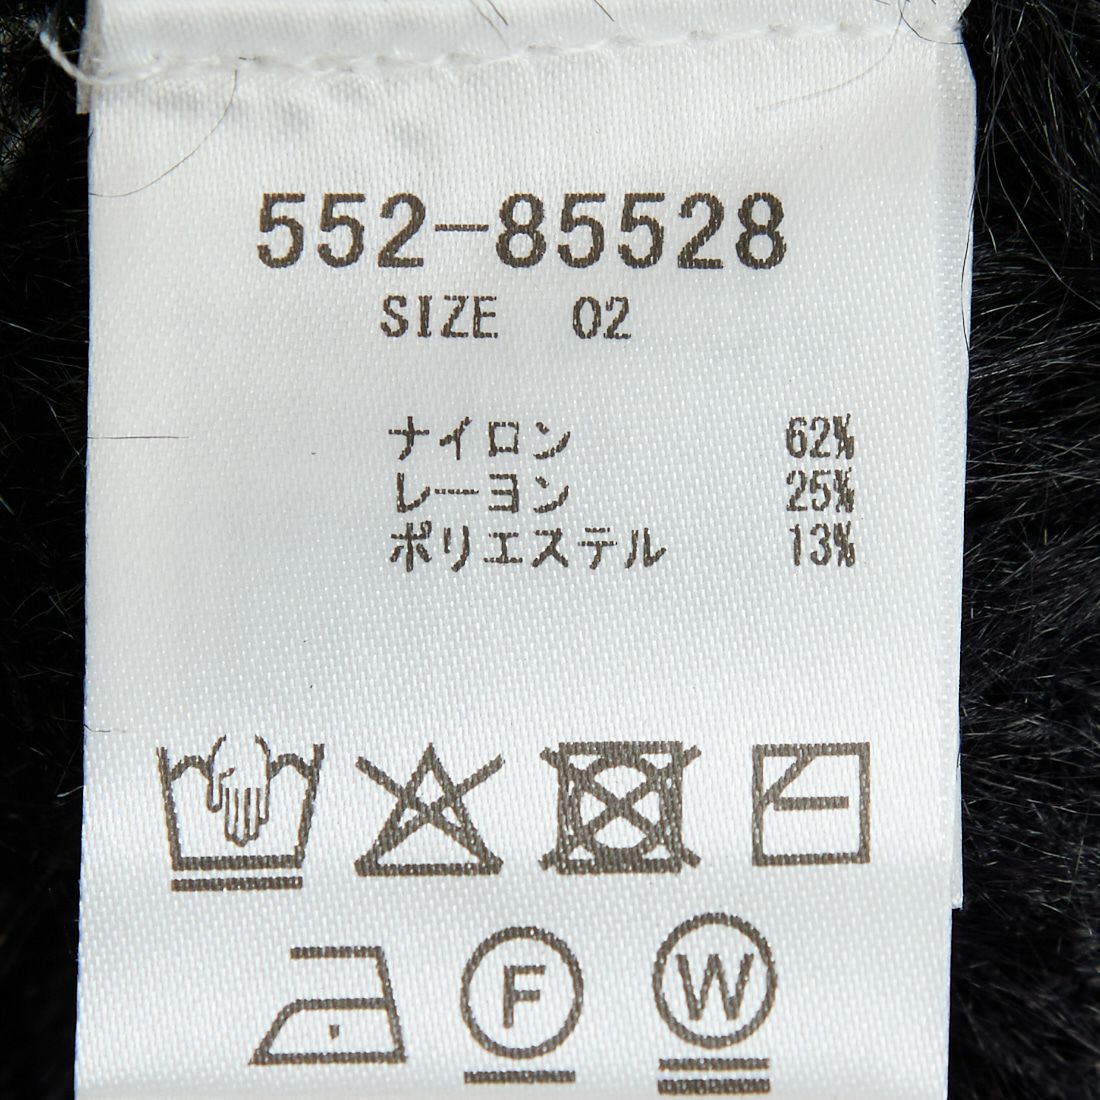 552-85528
SIZE 02
ナイロン 62%
レーヨン 25%
ポリエステル 13%
F W